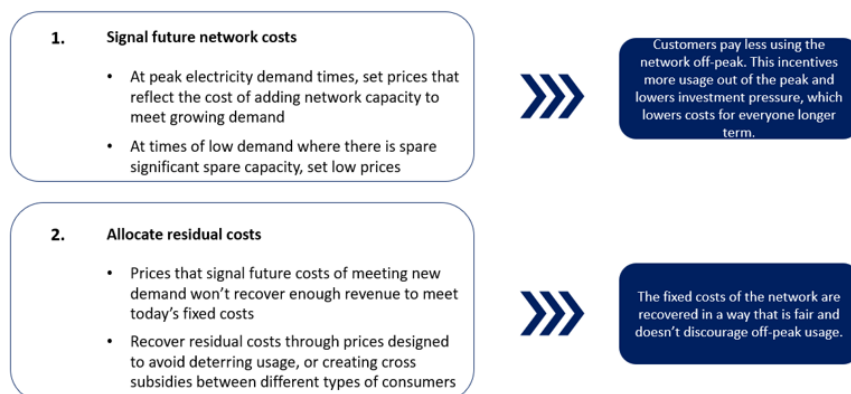 1. Signal future network costs
• At peak electricity demand times, set prices that
reflect the cost of adding network capacity to
meet growing demand
• At times of low demand where there is spare
significant spare capacity, set low prices
Customers pay less using the
network off-peak. This incentives
more usage out of the peak and
lowers investment pressure, which
lowers costs for everyone longer
term.
2. Allocate residual costs
• Prices that signal future costs of meeting new
demand won’t recover enough revenue to meet
today’s fixed costs
• Recover residual costs through prices designed
to avoid deterring usage, or creating cross
subsidies between different types of consumers
The fixed costs of the network are
recovered in a way that is fair and
doesn’t discourage off-peak usage.